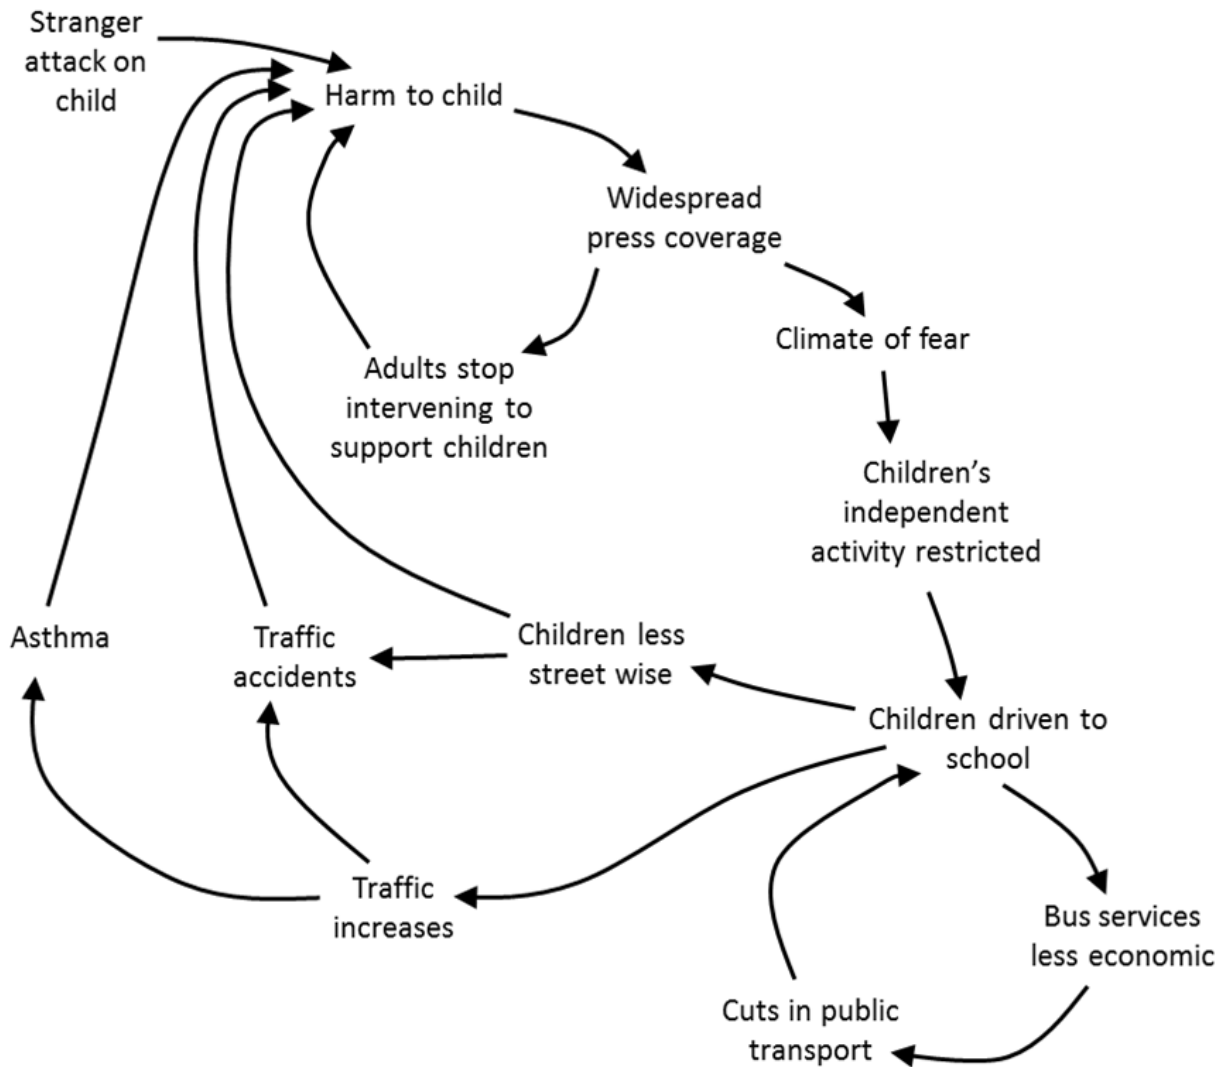 Stranger
attack on
child
Harm to child
Widespread
press coverage
Climate of fear
Adults stop
intervening to
support children
Children’s
independent
activity restricted
Asthma
Traffic
accidents
Children less
street wise
Children driven to
school
Traffic
increases
Bus services
less economic
Cuts in public
transport